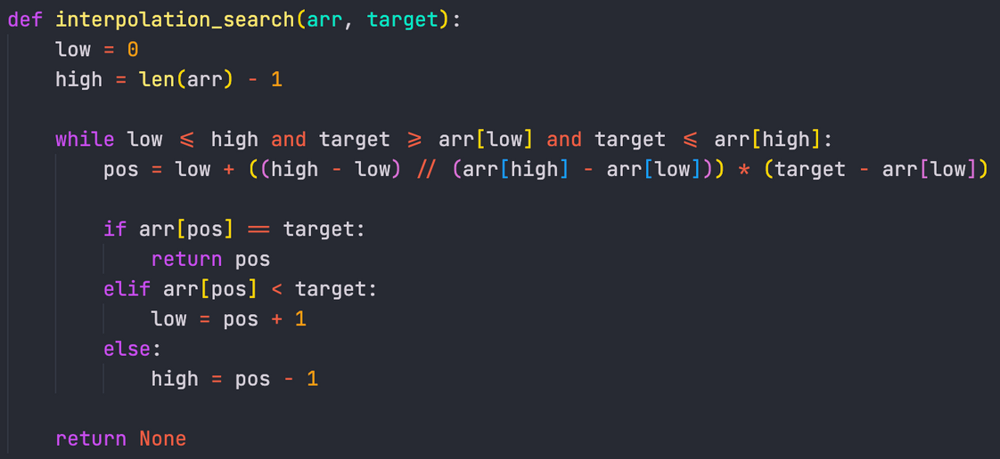 def interpolation_search(arr, target):
    low = 0
    high = len(arr) - 1

    while low <= high and target >= arr[low] and target <= arr[high]:
        pos = low + ((high - low) // (arr[high] - arr[low])) * (target - arr[low])

        if arr[pos] == target:
            return pos
        elif arr[pos] < target:
            low = pos + 1
        else:
            high = pos - 1

    return None